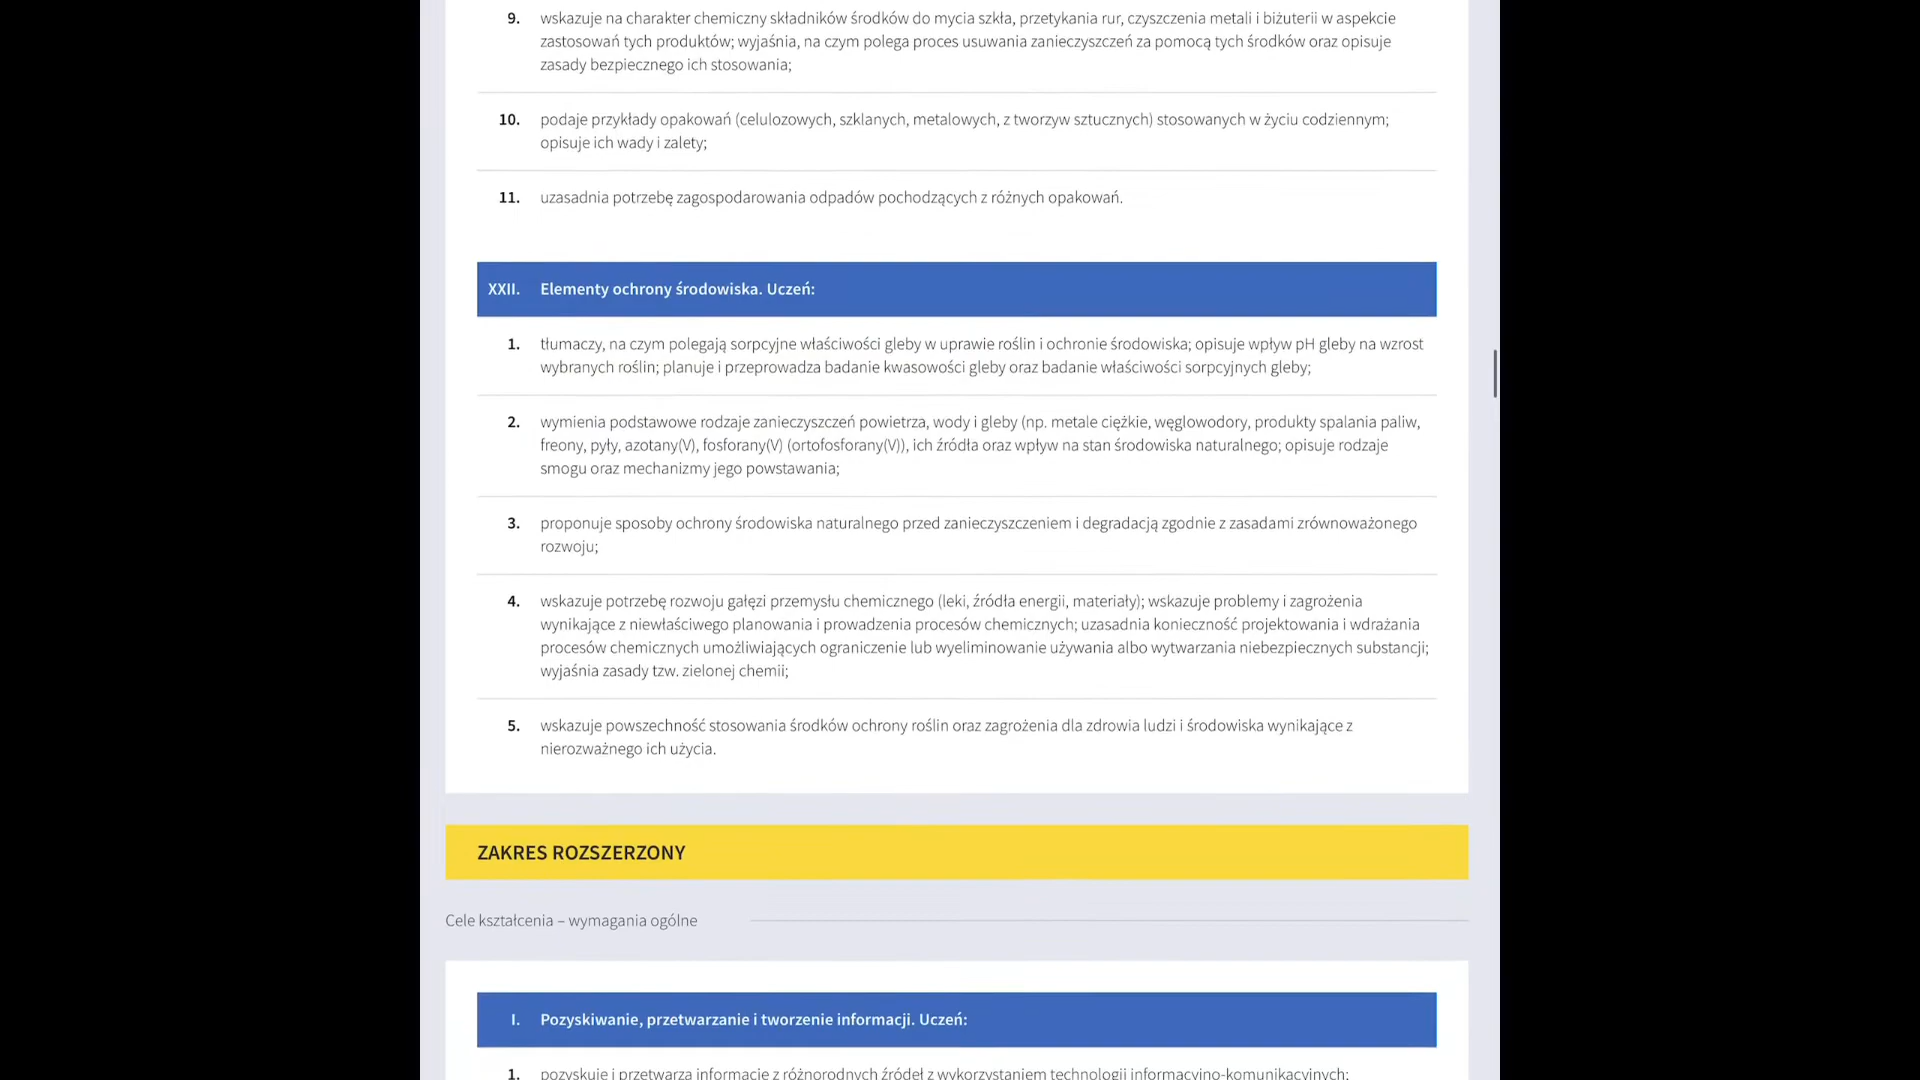 9. wskazuje na charakter chemiczny składników środków do mycia szkła, przetykania rur, czyszczenia metali i biżuterii w aspekcie
zastosowań tych produktów; wyjaśnia, na czym polega proces usuwania zanieczyszczeń za pomocą tych środków oraz opisuje
zasady bezpiecznego ich stosowania;
10. podaje przykłady opakowań (celulozowych, szklanych, metalowych, z tworzyw sztucznych) stosowanych w życiu codziennym;
opisuje ich wady i zalety;
11. uzasadnia potrzebę zagospodarowania odpadów pochodzących z różnych opakowań.
XXII. Elementy ochrony środowiska. Uczeń:
1. tłumaczy, na czym polegają sorpcyjne właściwości gleby w uprawie roślin i ochronie środowiska; opisuje wpływ pH gleby na wzrost
wybranych roślin; planuje i przeprowadza badanie kwasowości gleby oraz badanie właściwości sorpcyjnych gleby;
2. wymienia podstawowe rodzaje zanieczyszczeń powietrza, wody i gleby (np. metale ciężkie, węglowodory, produkty spalania paliw,
freony, pyły, azotany(V), fosforany(V) (ortofosforany(V)), ich źródła oraz wpływ na stan środowiska naturalnego; opisuje rodzaje
smogu oraz mechanizmy jego powstawania;
3. proponuje sposoby ochrony środowiska naturalnego przed zanieczyszczeniem i degradacją zgodnie z zasadami zrównoważonego
rozwoju;
4. wskazuje potrzebę rozwoju gałęzi przemysłu chemicznego (leki, źródła energii, materiały); wskazuje problemy i zagrożenia
wynikające z niewłaściwego planowania i prowadzenia procesów chemicznych; uzasadnia konieczność projektowania i wdrażania
procesów chemicznych umożliwiających ograniczenie lub wyeliminowanie używania albo wytwarzania niebezpiecznych substancji;
wyjaśnia zasady tzw. zielonej chemii;
5. wskazuje powszechność stosowania środków ochrony roślin oraz zagrożenia dla zdrowia ludzi i środowiska wynikające z
nierozważnego ich użycia.
ZAKRES ROZSZERZONY
Cele kształcenia – wymagania ogólne
I. Pozyskiwanie, przetwarzanie i tworzenie informacji. Uczeń:
1. pozyskuje i przetwarza informacje z różnorodnych źródeł z wykorzystaniem technologii informacyjno-komunikacyjnych;